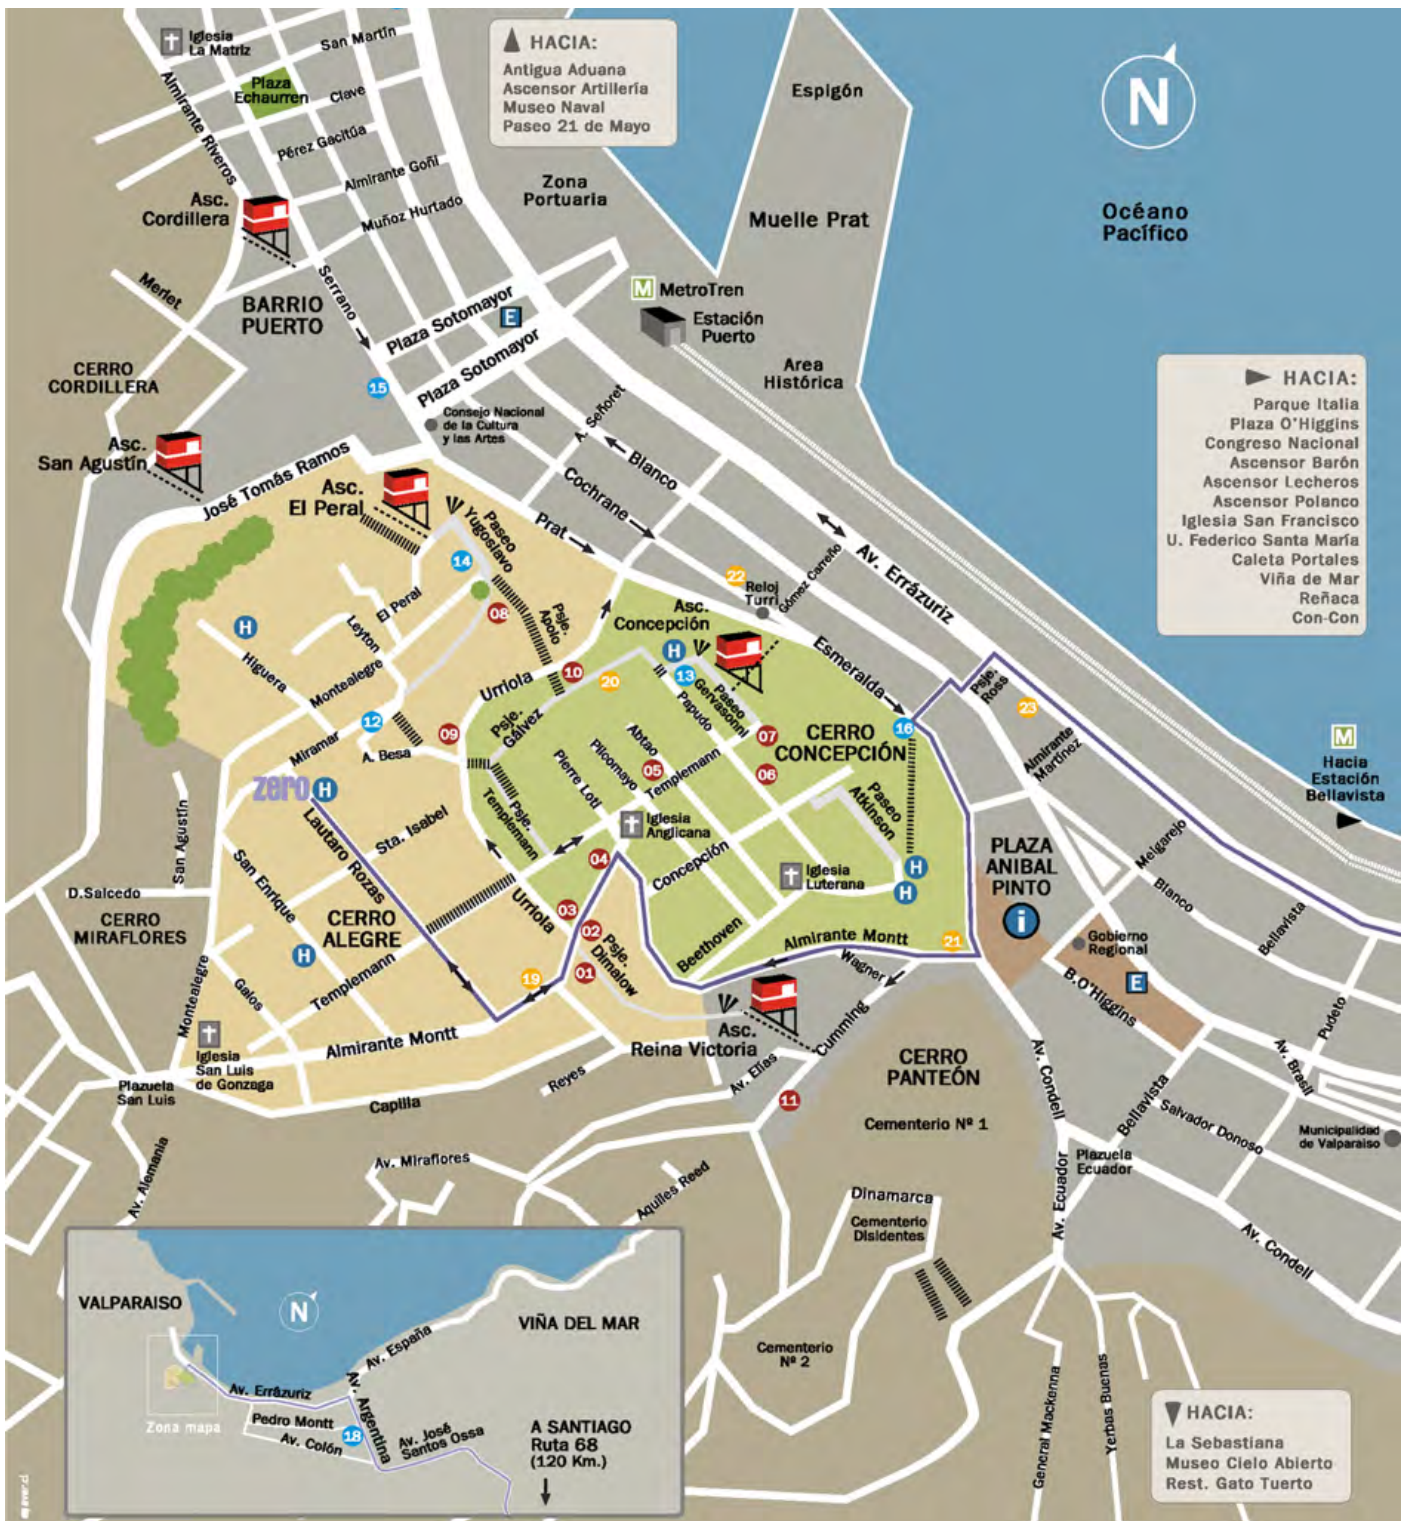 Iglesia
La Matriz
San Martín
Plaza
Echaurren
Clave
Pérez Gacitúa
Almirante Riveros
Almirante Goñi
Muñoz Hurtado
HACIA:
Antigua Aduana
Ascensor Artillería
Museo Naval
Paseo 21 de Mayo
Espigón
N
Océano
Pacífico
Zona
Portuaria
Muelle Prat
Asc.
Cordillera
Merlet
BARRIO
PUERTO
Serrano
Plaza Sotomayor
E
Plaza Sotomayor
M MetroTren
Estación
Puerto
Area
Histórica
CERRO
CORDILLERA
15
Consejo Nacional
de la Cultura
y las Artes
A. Señoret
Blanco
Cochrane
Prat
Asc.
San Agustín
José Tomás Ramos
Asc.
El Peral
Paseo
Yugoslavo
14
08
Psje.
Apolo
HACIA:
Parque Italia
Plaza O'Higgins
Congreso Nacional
Ascensor Barón
Ascensor Lecheros
Ascensor Polanco
Iglesia San Francisco
U. Federico Santa María
Caleta Portales
Viña de Mar
Reñaca
Con-Con
Av. Errázuriz
22
Reloj
Turri
Gómez Carreño
Asc.
Concepción
Esmeralda
H
El Peral
Leyton
Higuera
Montealegre
Miramar
12
A. Besa
09
Urriola
10
20
Psje.
Gálvez
H
13
Paseo
Gervasonni
Papudo
07
06
05
Abtao
Pilcomayo
Pierre Loti
Templemann
CERRO
CONCEPCIÓN
16
Psje.
Ross
23
Almirante
Martínez
M
Hacia
Estación
Bellavista
zero
H
Lautaro Rozas
Sta. Isabel
Psje.
Templemann
Iglesia
Anglicana
04
Concepción
Paseo
Atkinson
Iglesia
Luterana
H
H
PLAZA
ANIBAL
PINTO
i
Melgarejo
Blanco
Bellavista
San Agustín
D.Salcedo
CERRO
MIRAFLORES
San Enrique
CERRO
ALEGRE
Urriola
03
02
01
Psje.
Dimalow
Beethoven
Almirante Montt
21
Wagner
Gobierno
Regional
E
B.O'Higgins
Pudeto
H
Templemann
Galos
Montealegre
19
Almirante Montt
Iglesia
San Luis
de Gonzaga
Plazuela
San Luis
Capilla
Reyes
Asc.
Reina Victoria
Av. Elías
Cumming
11
CERRO
PANTEÓN
Cementerio Nº 1
Av. Condell
Bellavista
Av. Brasil
Salvador Donoso
Municipalidad
de Valparaiso
Plazuela
Ecuador
Av. Ecuador
Av. Condell
Av. Alemania
Av. Miraflores
Aquiles Reed
Dinamarca
Cementerio
Disidentes
Cementerio
Nº 2
General Mackenna
Yerbas Buenas
VALPARAISO
N
VIÑA DEL MAR
Av. España
Av. Errázuriz
Av. Argentina
Pedro Montt
18
Av. Colón
Av. José
Santos Ossa
Zona mapa
A SANTIAGO
Ruta 68
(120 Km.)
HACIA:
La Sebastiana
Museo Cielo Abierto
Rest. Gato Tuerto